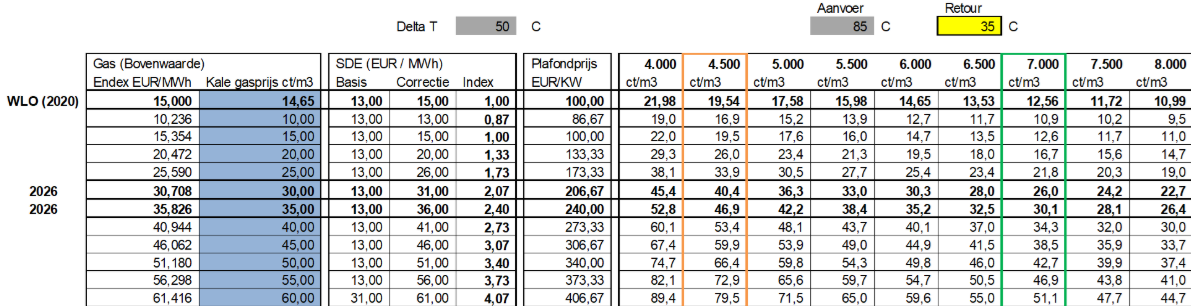 Aanvoer Retour
Delta T 50 C 85 C 35 C
Gas (Bovenwaarde) SDE (EUR / MWh) Plafondprijs 4.000 4.500 5.000 5.500 6.000 6.500 7.000 7.500 8.000
Endex EUR/MWh Kale gasprijs ct/m3 Basis Correctie Index EUR/KW ct/m3 ct/m3 ct/m3 ct/m3 ct/m3 ct/m3 ct/m3 ct/m3 ct/m3
WLO (2020) 15,000 14,65 13,00 15,00 1,00 100,00 21,98 19,54 17,58 15,98 14,65 13,53 12,56 11,72 10,99
10,236 10,00 13,00 13,00 0,87 86,67 19,0 16,9 15,2 13,9 12,7 11,7 10,9 10,2 9,5
15,354 15,00 13,00 15,00 1,00 100,00 22,0 19,5 17,6 16,0 14,7 13,5 12,6 11,7 11,0
20,472 20,00 13,00 20,00 1,33 133,33 29,3 26,0 23,4 21,3 19,5 18,0 16,7 15,6 14,7
25,590 25,00 13,00 26,00 1,73 173,33 38,1 33,9 30,5 27,7 25,4 23,4 21,8 20,3 19,0
2026 30,708 30,00 13,00 31,00 2,07 206,67 45,4 40,4 36,3 33,0 30,3 28,0 26,0 24,2 22,7
2026 35,826 35,00 13,00 36,00 2,40 240,00 52,8 46,9 42,2 38,4 35,2 32,5 30,1 28,1 26,4
40,944 40,00 13,00 41,00 2,73 273,33 60,1 53,4 48,1 43,7 40,1 37,0 34,3 32,0 30,0
46,062 45,00 13,00 46,00 3,07 306,67 67,4 59,9 53,9 49,0 44,9 41,5 38,5 35,9 33,7
51,180 50,00 13,00 51,00 3,40 340,00 74,7 66,4 59,8 54,3 49,8 46,0 42,7 39,9 37,4
56,298 55,00 13,00 56,00 3,73 373,33 82,1 72,9 65,6 59,7 54,7 50,5 46,9 43,8 41,0
61,416 60,00 31,00 61,00 4,07 406,67 89,4 79,5 71,5 65,0 59,6 55,0 51,1 47,7 44,7